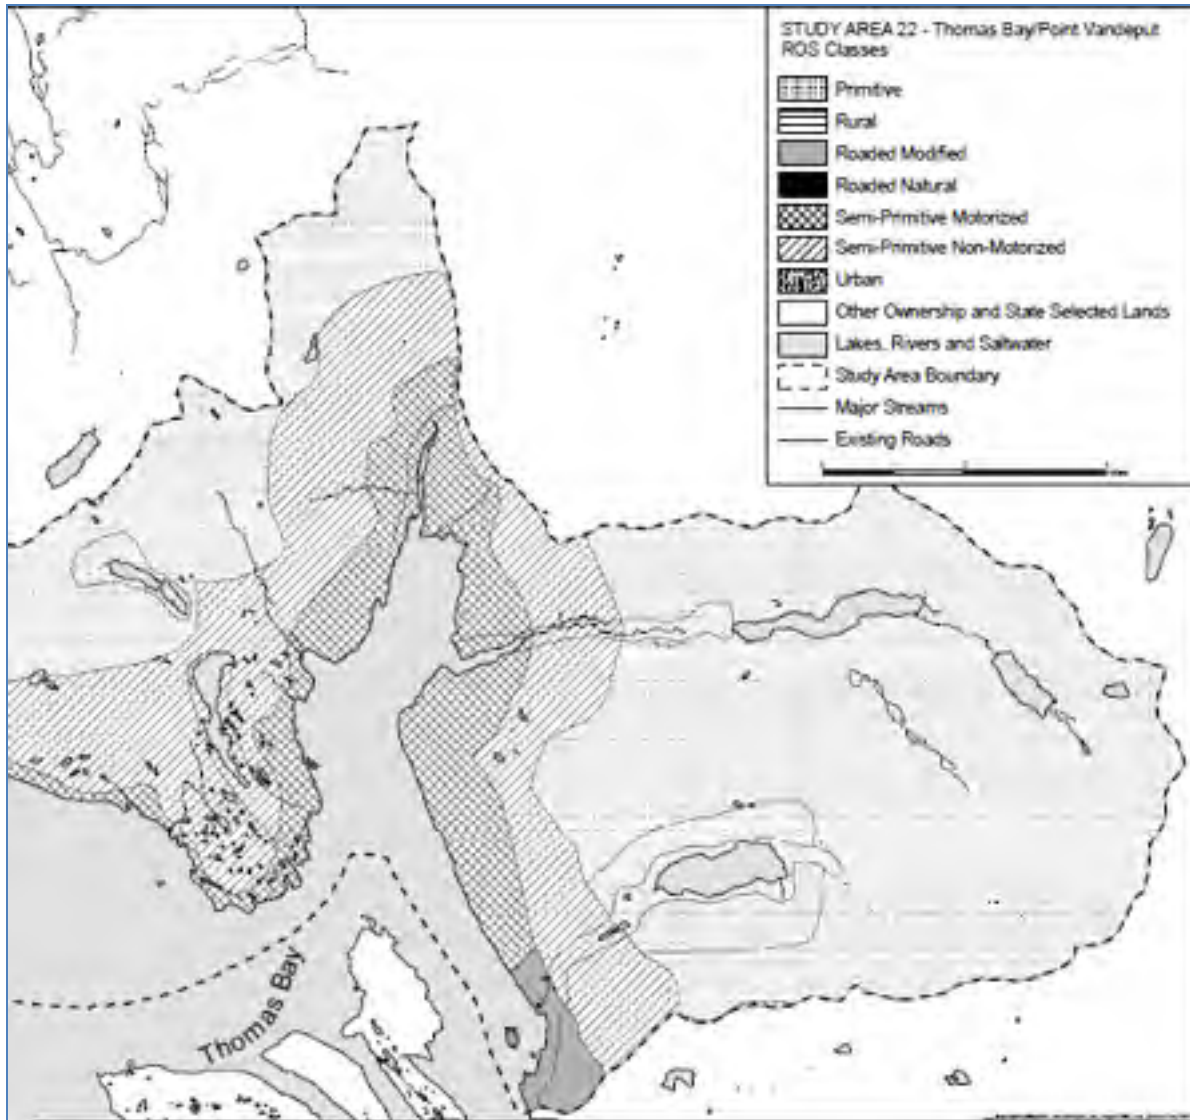 STUDY AREA 22 - Thomas Bay/Point Vandeput
ROS Classes
Primitive
Rural
Roaded Modified
Roaded Natural
Semi-Primitive Motorized
Semi-Primitive Non-Motorized
Urban
Other Ownership and State Selected Lands
Lakes, Rivers and Saltwater
Study Area Boundary
Major Streams
Existing Roads
Thomas Bay